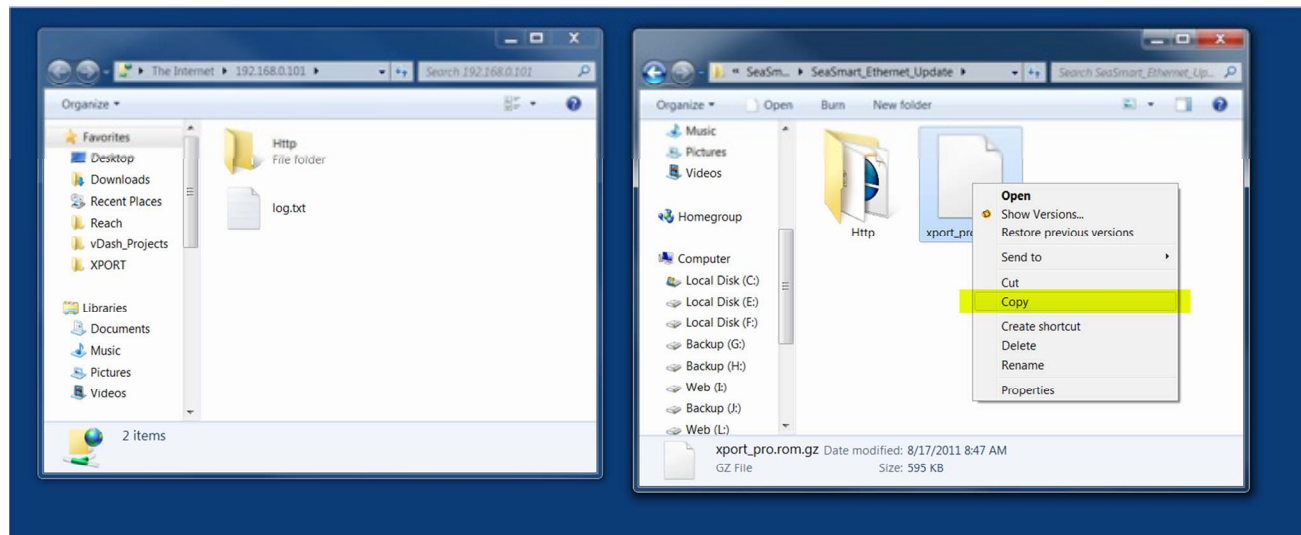 The Internet 192.168.0.101
Search 192.168.0.101
Organize
Favorites
Desktop
Downloads
Recent Places
Reach
vDash_Projects
XPORT
Libraries
Documents
Music
Pictures
Videos
Http
File folder
log.txt
2 items
« SeaSm... SeaSmart_Ethernet_Update
Search SeaSmart_Ethernet_Up...
Organize Open Burn New folder
Music
Pictures
Videos
Homegroup
Computer
Local Disk (C:)
Local Disk (E:)
Local Disk (F:)
Backup (G:)
Backup (H:)
Web (I:)
Backup (J:)
Web (L:)
Http
xport_pr
Open
Show Versions...
Restore previous versions
Send to
Cut
Copy
Create shortcut
Delete
Rename
Properties
xport_pro.rom.gz Date modified: 8/17/2011 8:47 AM
GZ File Size: 595 KB